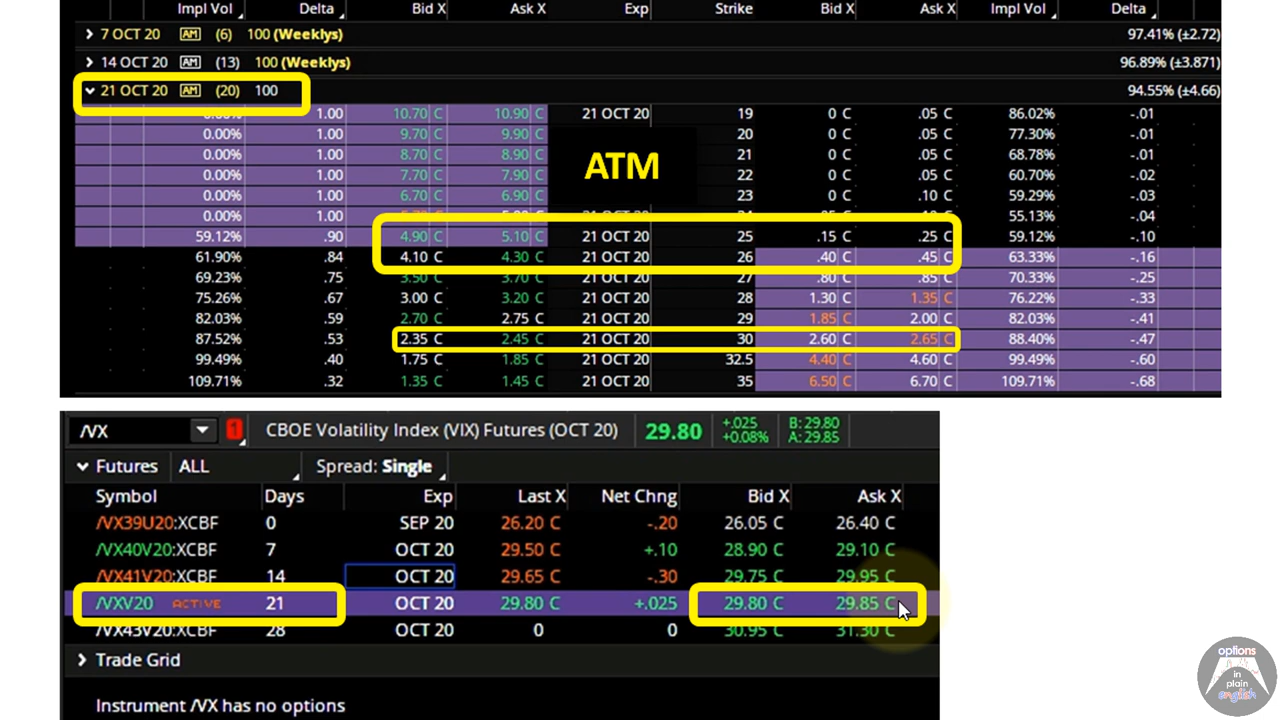 Impl Vol Delta Bid X Ask X Exp Strike Bid X Ask X Impl Vol Delta
7 OCT 20 AM (6) 100 (Weeklys) 97.41% (±2.72)
14 OCT 20 AM (13) 100 (Weeklys) 96.89% (±3.871)
21 OCT 20 AM (20) 100 94.55% (±4.66)
0.00% 1.00 10.70 C 10.90 C 21 OCT 20 19 0 C .05 C 86.02% -.01
0.00% 1.00 9.70 C 9.90 C 20 0 C .05 C 77.30% -.01
0.00% 1.00 8.70 C 8.90 C 21 0 C .05 C 68.78% -.01
ATM
0.00% 1.00 7.70 C 7.90 C 22 0 C .05 C 60.70% -.02
0.00% 1.00 6.70 C 6.90 C 23 0 C .10 C 59.29% -.03
0.00% 1.00 55.13% -.04
59.12% .90 4.90 C 5.10 C 21 OCT 20 25 .15 C .25 C 59.12% -.10
61.90% .84 4.10 C 4.30 C 21 OCT 20 26 .40 C .45 C 63.33% -.16
69.23% .75 3.50 C 3.70 C 21 OCT 20 27 .80 C .85 C 70.33% -.25
75.26% .67 3.00 C 3.20 C 21 OCT 20 28 1.30 C 1.35 C 76.22% -.33
82.03% .59 2.70 C 2.75 C 21 OCT 20 29 1.85 C 2.00 C 82.03% -.41
87.52% .53 2.35 C 2.45 C 21 OCT 20 30 2.60 C 2.65 C 88.40% -.47
99.49% .40 1.75 C 1.85 C 21 OCT 20 32.5 4.40 C 4.60 C 99.49% -.60
109.71% .32 1.35 C 1.45 C 21 OCT 20 35 6.50 C 6.70 C 109.71% -.68
/VX 1 CBOE Volatility Index (VIX) Futures (OCT 20) 29.80 +.025 B: 29.80
+0.08% A: 29.85
Futures ALL Spread: Single
Symbol Days Exp Last X Net Chng Bid X Ask X
/VX39U20:XCBF 0 SEP 20 26.20 C -.20 26.05 C 26.40 C
/VX40V20:XCBF 7 OCT 20 29.50 C +.10 28.90 C 29.10 C
/VX41V20:XCBF 14 OCT 20 29.65 C -.30 29.75 C 29.95 C
/VXV20 ACTIVE 21 OCT 20 29.80 C +.025 29.80 C 29.85 C
/VX43V20:XCBF 28 OCT 20 0 0 30.95 C 31.30 C
Trade Grid
Instrument /VX has no options
options
in
plain
english